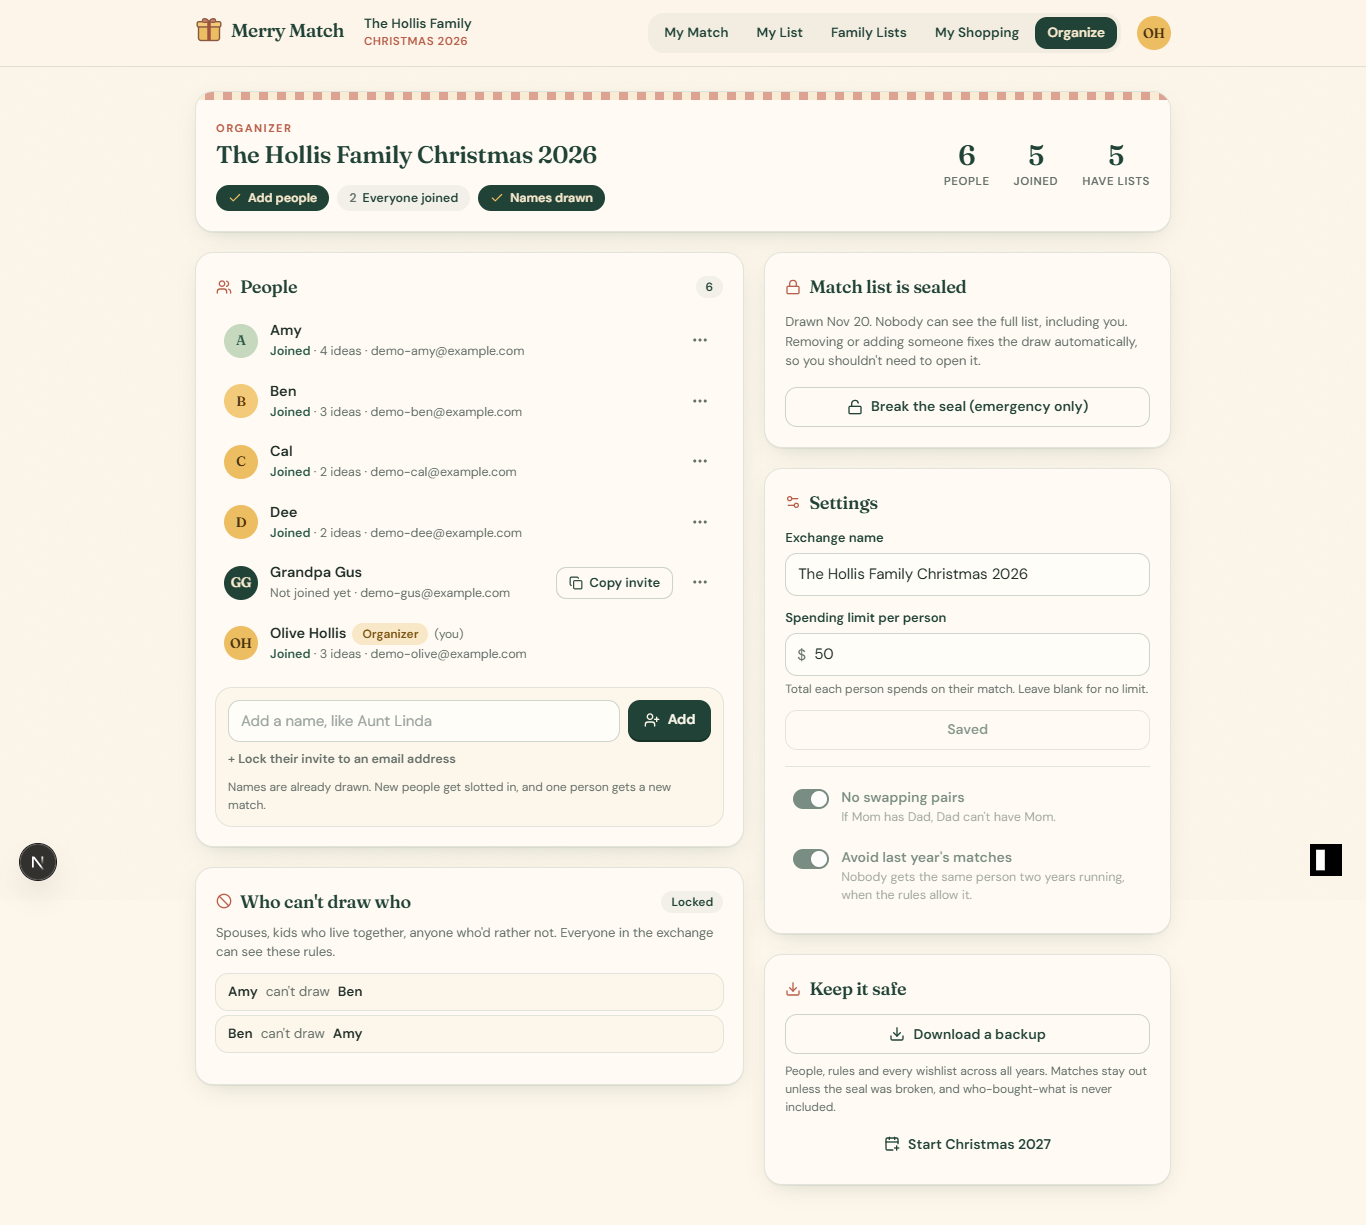 Merry Match
The Hollis Family
CHRISTMAS 2026
My Match
My List
Family Lists
My Shopping
Organize
OH
ORGANIZER
The Hollis Family Christmas 2026
Add people
2 Everyone joined
Names drawn
6
PEOPLE
5
JOINED
5
HAVE LISTS
People
6
A
Amy
Joined · 4 ideas · demo-amy@example.com
B
Ben
Joined · 3 ideas · demo-ben@example.com
C
Cal
Joined · 2 ideas · demo-cal@example.com
D
Dee
Joined · 2 ideas · demo-dee@example.com
GG
Grandpa Gus
Not joined yet · demo-gus@example.com
Copy invite
OH
Olive Hollis Organizer (you)
Joined · 3 ideas · demo-olive@example.com
Add a name, like Aunt Linda
Add
+ Lock their invite to an email address
Names are already drawn. New people get slotted in, and one person gets a new
match.
Who can't draw who
Locked
Spouses, kids who live together, anyone who'd rather not. Everyone in the exchange
can see these rules.
Amy can't draw Ben
Ben can't draw Amy
Match list is sealed
Drawn Nov 20. Nobody can see the full list, including you.
Removing or adding someone fixes the draw automatically,
so you shouldn't need to open it.
Break the seal (emergency only)
Settings
Exchange name
The Hollis Family Christmas 2026
Spending limit per person
$ 50
Total each person spends on their match. Leave blank for no limit.
Saved
No swapping pairs
If Mom has Dad, Dad can't have Mom.
Avoid last year's matches
Nobody gets the same person two years running,
when the rules allow it.
Keep it safe
Download a backup
People, rules and every wishlist across all years. Matches stay out
unless the seal was broken, and who-bought-what is never
included.
Start Christmas 2027
N